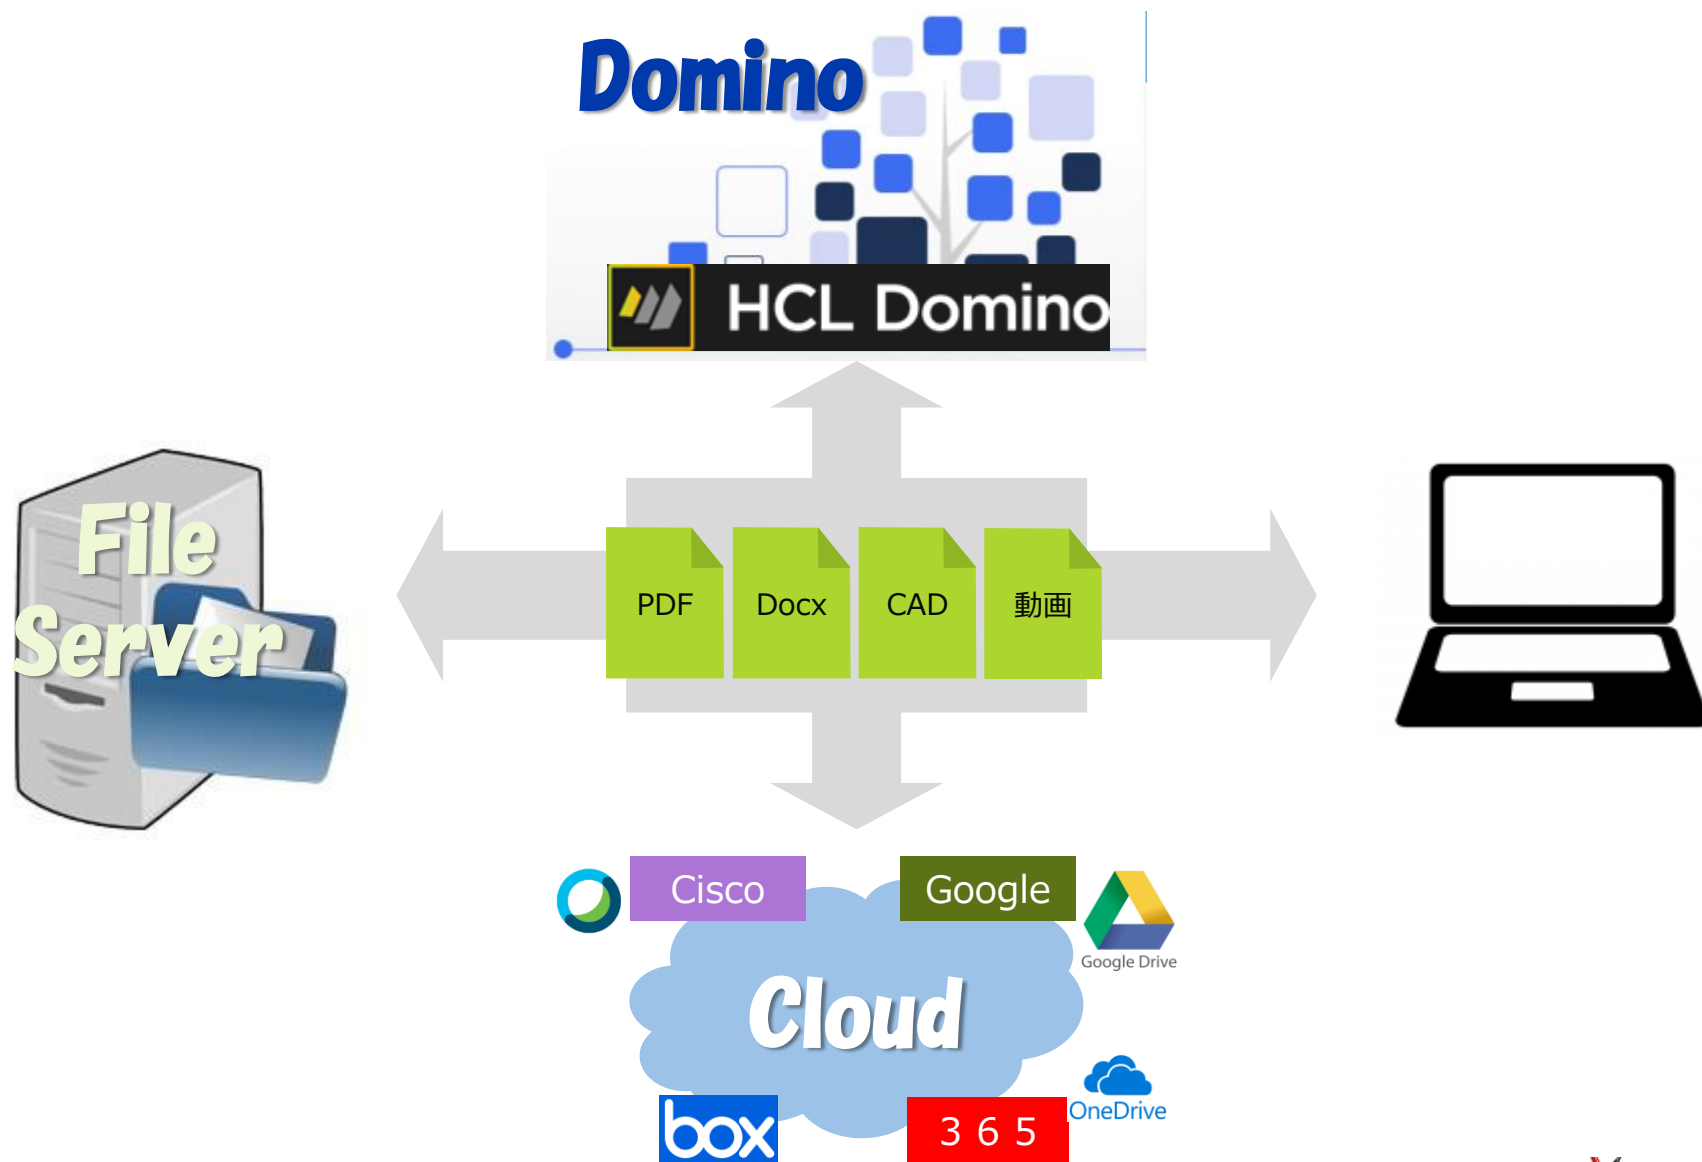 Domino
HCL Domino
File
Server
PDF
Docx
CAD
動画
Cisco
Google
Google Drive
Cloud
OneDrive
box
３６５